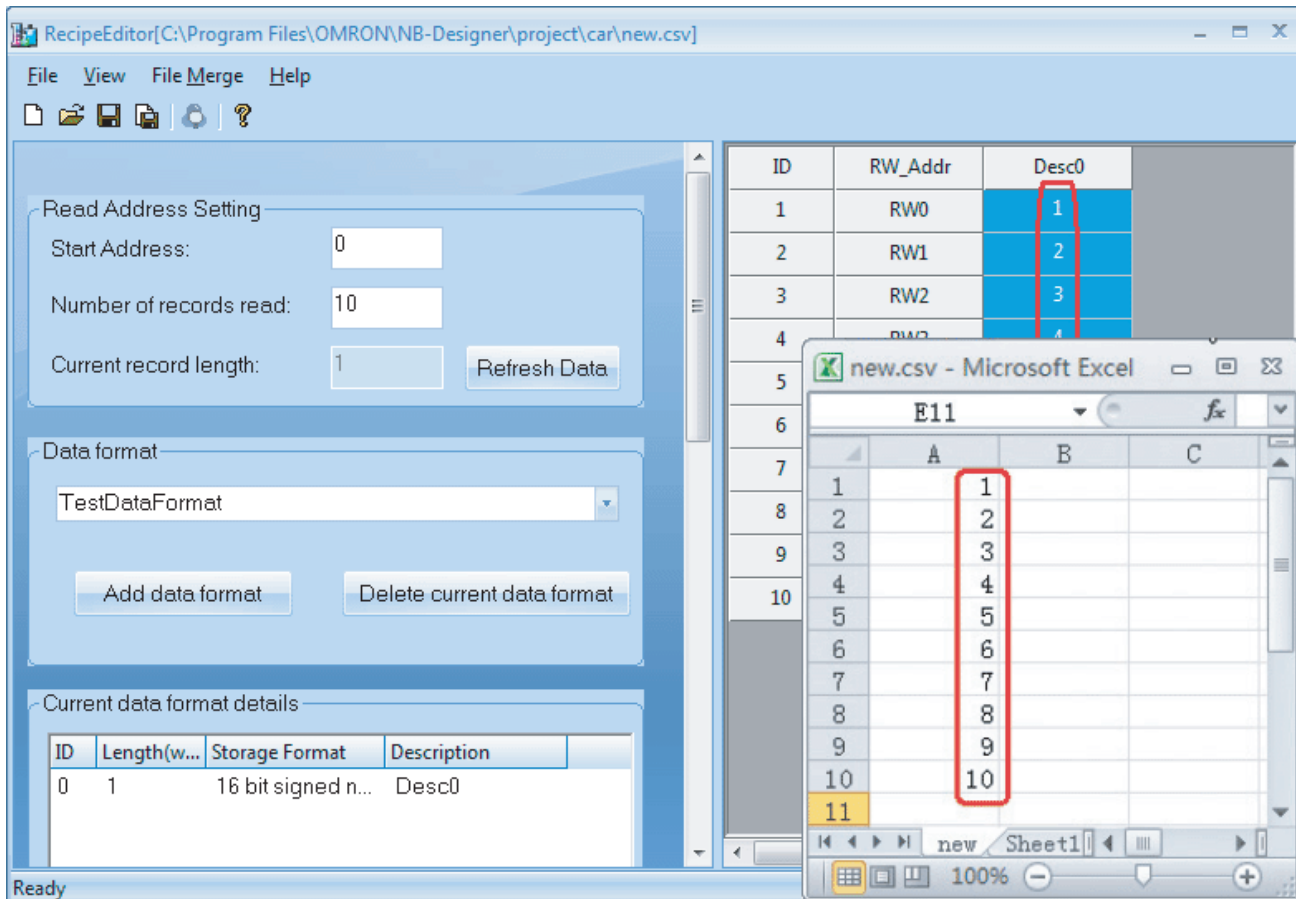 RecipeEditor[C:\Program Files\OMRON\NB-Designer\project\car\new.csv]
File View File Merge Help
Read Address Setting
Start Address: 0
Number of records read: 10
Current record length: 1 Refresh Data
Data format
TestDataFormat
Add data format Delete current data format
Current data format details
ID Length(w... Storage Format Description
0 1 16 bit signed n... Desc0
Ready
ID RW_Addr Desc0
1 RW0 1
2 RW1 2
3 RW2 3
4
5
6
7
8
9
10
new.csv - Microsoft Excel
E11 fx
A B C
1 1
2 2
3 3
4 4
5 5
6 6
7 7
8 8
9 9
10 10
11
new Sheet1
100%